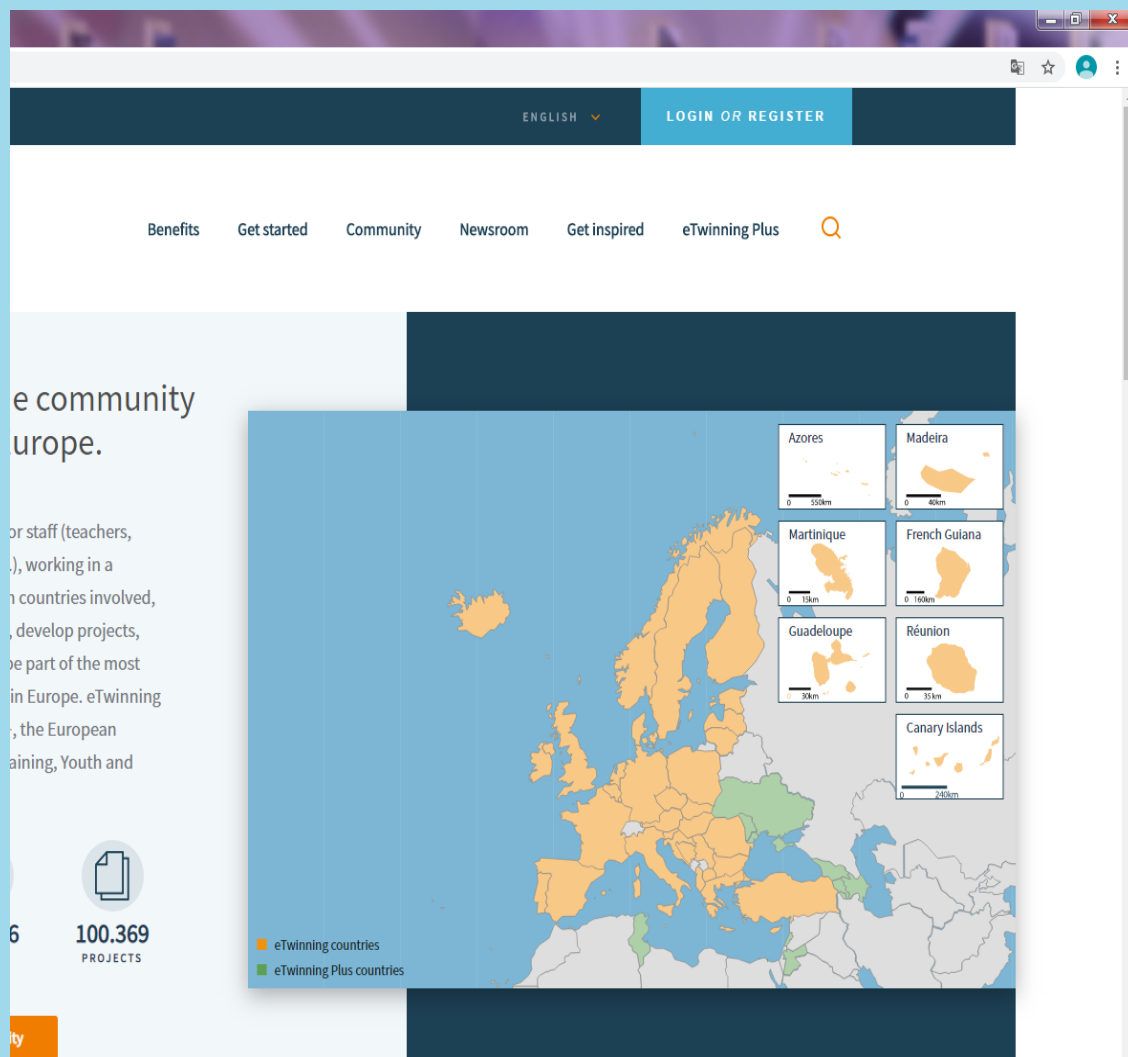 ENGLISH
LOGIN OR REGISTER
Benefits Get started Community Newsroom Get inspired eTwinning Plus
e community
urope.
or staff (teachers,
.), working in a
n countries involved,
, develop projects,
be part of the most
in Europe. eTwinning
, the European
aining, Youth and
6
100.369
PROJECTS
ity
Azores
0 550km
Madeira
0 40km
Martinique
0 15km
French Guiana
0 160km
Guadeloupe
0 30km
Réunion
0 35km
Canary Islands
0 240km
eTwinning countries
eTwinning Plus countries